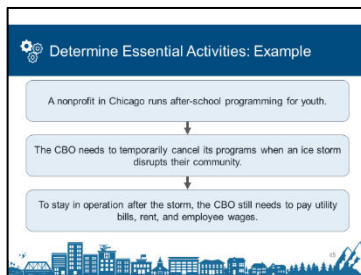 Determine Essential Activities: Example
A nonprofit in Chicago runs after-school programming for youth.
The CBO needs to temporarily cancel its programs when an ice storm
disrupts their community.
To stay in operation after the storm, the CBO still needs to pay utility
bills, rent, and employee wages.